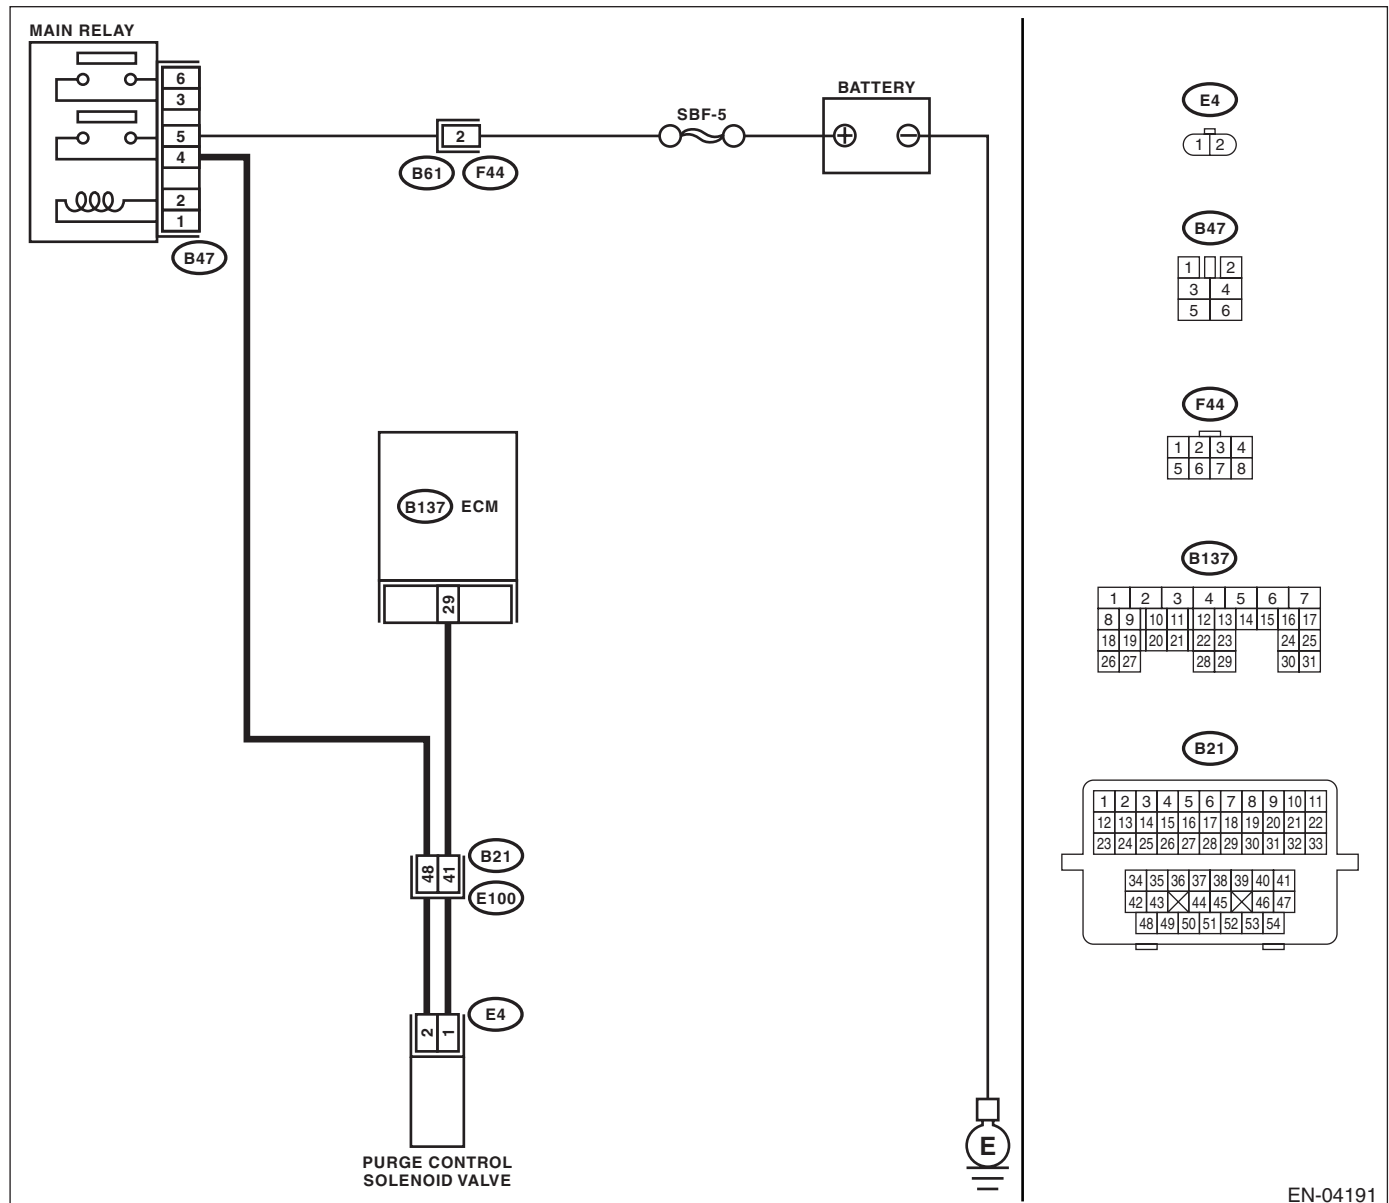 MAIN RELAY
6
3
5
4
2
1
B47
2
B61 F44
SBF-5
BATTERY
B137 ECM
29
48 41
B21
E100
2 1
E4
PURGE CONTROL
SOLENOID VALVE
E
E4
1 2
B47
1 2
3 4
5 6
F44
1 2 3 4
5 6 7 8
B137
1 2 3 4 5 6 7
8 9 10 11 12 13 14 15 16 17
18 19 20 21 22 23 24 25
26 27 28 29 30 31
B21
1 2 3 4 5 6 7 8 9 10 11
12 13 14 15 16 17 18 19 20 21 22
23 24 25 26 27 28 29 30 31 32 33
34 35 36 37 38 39 40 41
42 43 44 45 46 47
48 49 50 51 52 53 54
EN-04191